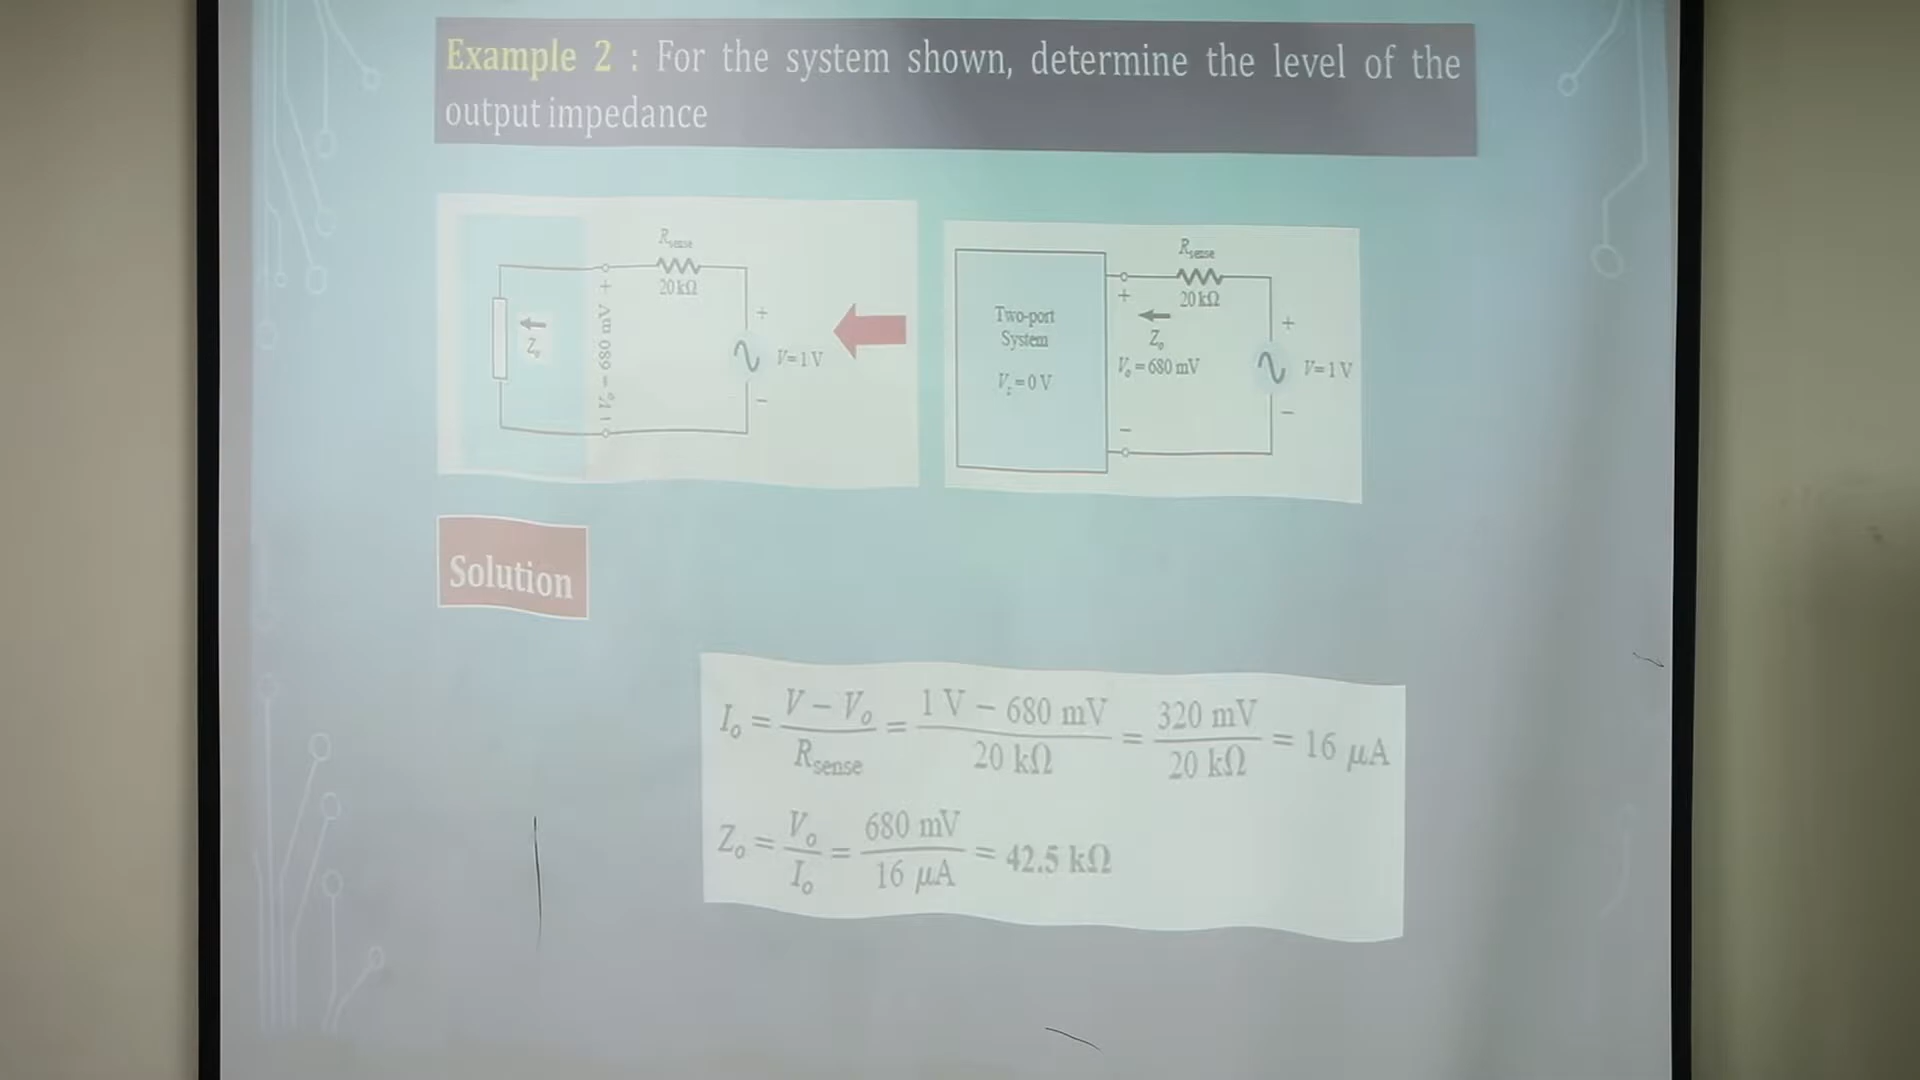 Example 2 : For the system shown, determine the level of the
output impedance
R_sense
20 kΩ
+
Z_o
+ V_o = 680 mV −
+
V= 1 V
−
R_sense
20 kΩ
Two-port
System
V_i = 0 V
+
Z_o
V_o = 680 mV
−
+
V= 1 V
−
Solution
I_o = (V − V_o)/R_sense = (1 V − 680 mV)/(20 kΩ) = (320 mV)/(20 kΩ) = 16 µA
Z_o = V_o/I_o = (680 mV)/(16 µA) = 42.5 kΩ